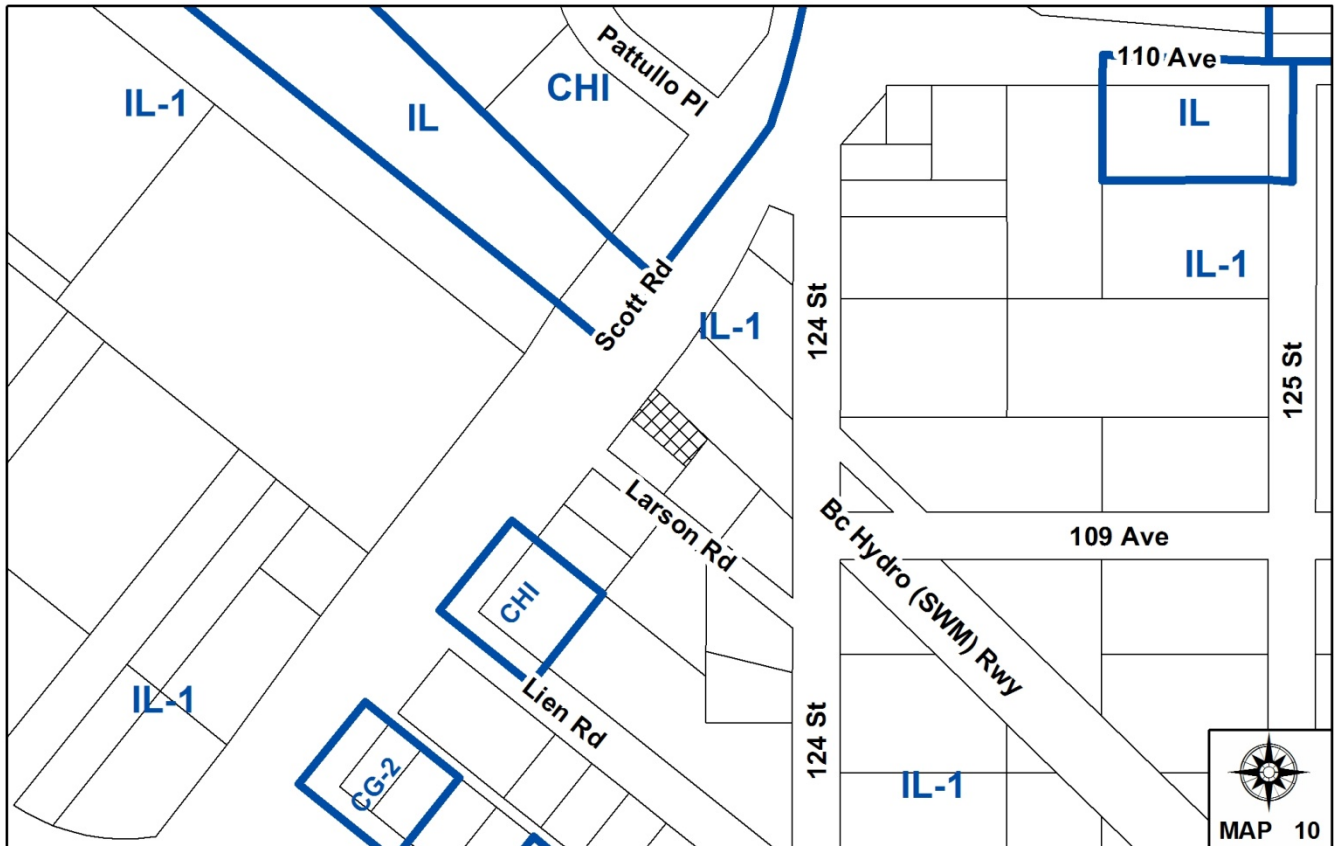 Pattullo Pl
110 Ave
CHI
IL-1
IL
IL
IL-1
Scott Rd
IL-1
124 St
125 St
Larson Rd
Bc Hydro (SWM) Rwy
109 Ave
CHI
Lien Rd
IL-1
124 St
CG-2
IL-1
MAP 10